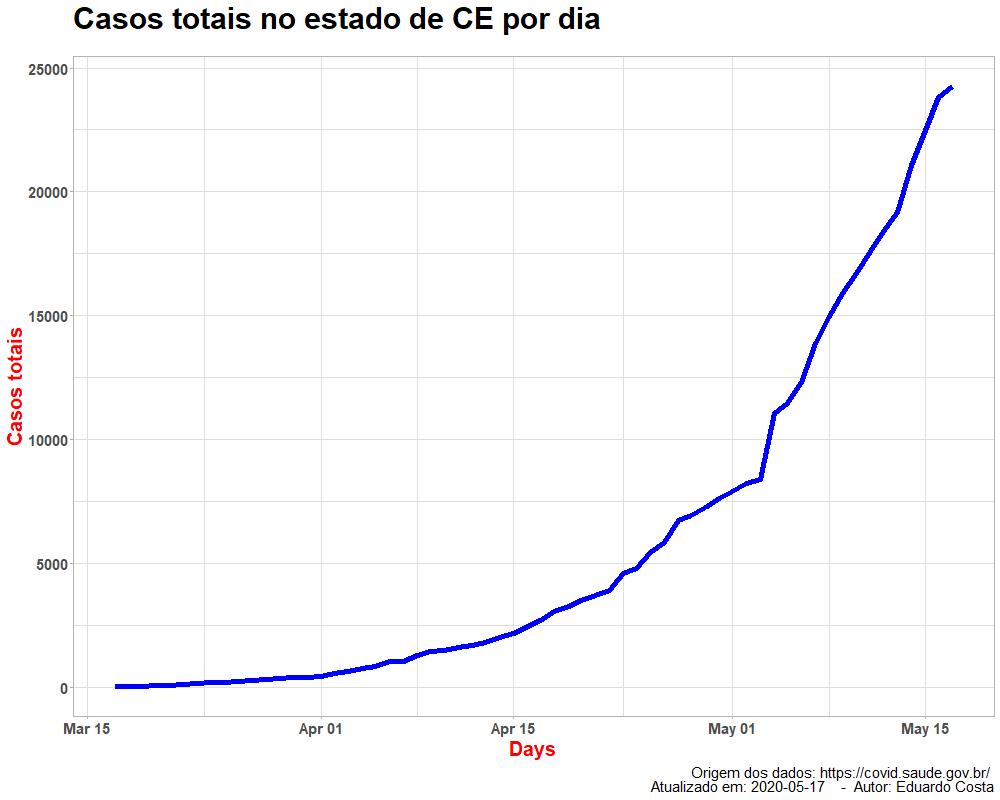 Casos totais no estado de CE por dia
Casos totais
25000
20000
15000
10000
5000
0
Mar 15 Apr 01 Apr 15 May 01 May 15
Days
Origem dos dados: https://covid.saude.gov.br/
Atualizado em: 2020-05-17 - Autor: Eduardo Costa